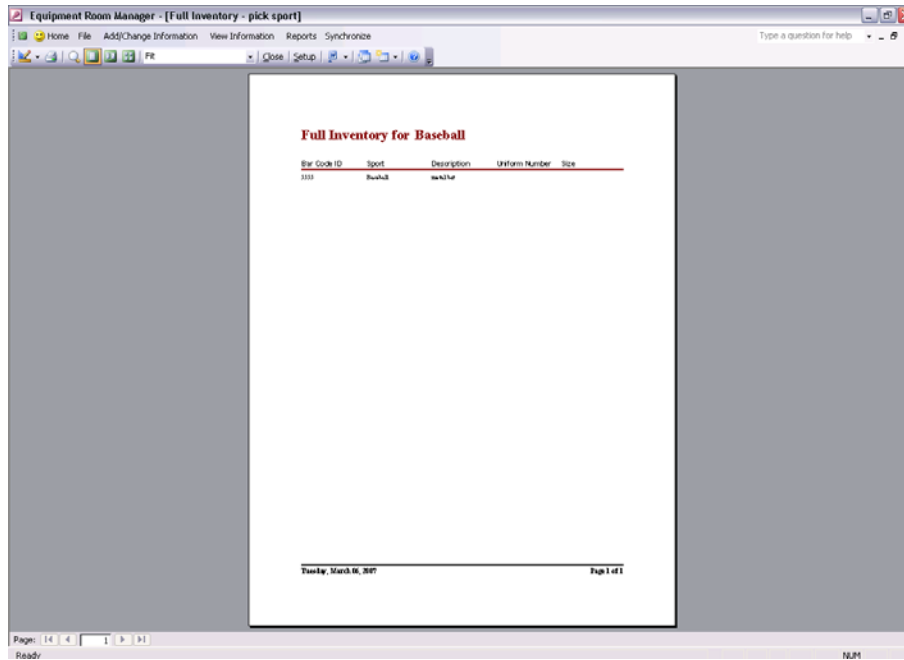 Equipment Room Manager - [Full Inventory - pick sport]
Home File Add/Change Information View Information Reports Synchronize Type a question for help
Fit Close Setup
Full Inventory for Baseball
Bar Code ID Sport Description Uniform Number Size
3333 Baseball
Tuesday, March 06, 2007 Page 1 of 1
Page: 1
Ready NUM